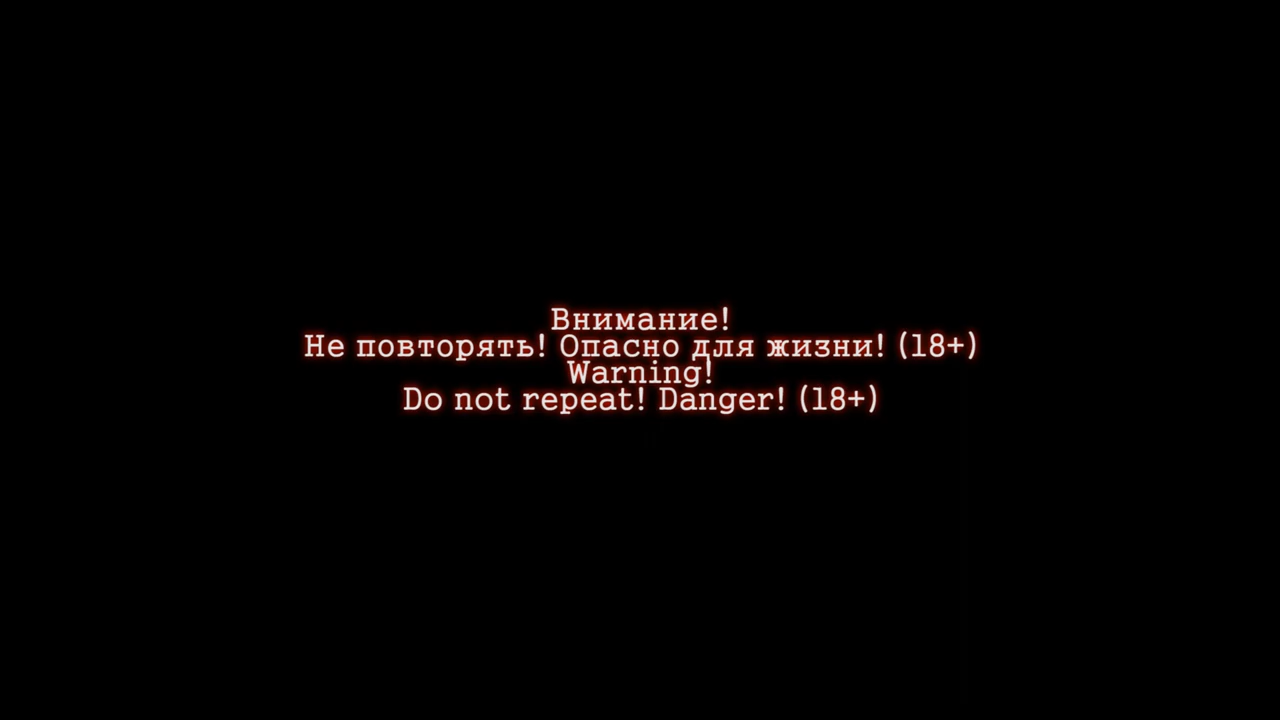 Внимание!
Не повторять! Опасно для жизни! (18+)
Warning!
Do not repeat! Danger! (18+)